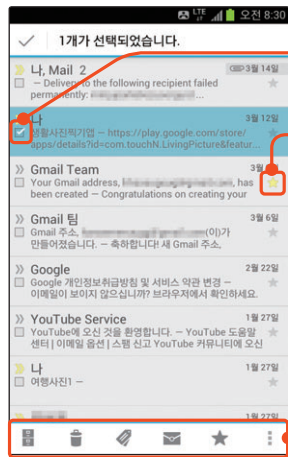 LTE 오전 8:30
1개가 선택되었습니다.
나, Mail 2 3월 14일
– Delivery to the following recipient failed
permanently:
나 3월 12일
생활사진찍기앱 – https://play.google.com/store/
apps/details?id=com.touchN.LivingPicture&featur...
Gmail Team 3월
Your Gmail address, has
been created – Congratulations on creating your
Gmail 팀 3월 6일
Gmail 주소, (이)가
만들어졌습니다. – 축하합니다! 새 Gmail 주소,
Google 2월 22일
Google 개인정보취급방침 및 서비스 약관 변경 –
이메일이 보이지 않으십니까? 브라우저에서 확인하세요.
YouTube Service 1월 27일
YouTube에 오신 것을 환영합니다. – YouTube 도움말
센터 | 이메일 옵션 | 스팸 신고 YouTube 커뮤니티에 오신
나 1월 27일
여행사진1 –
1월 27일